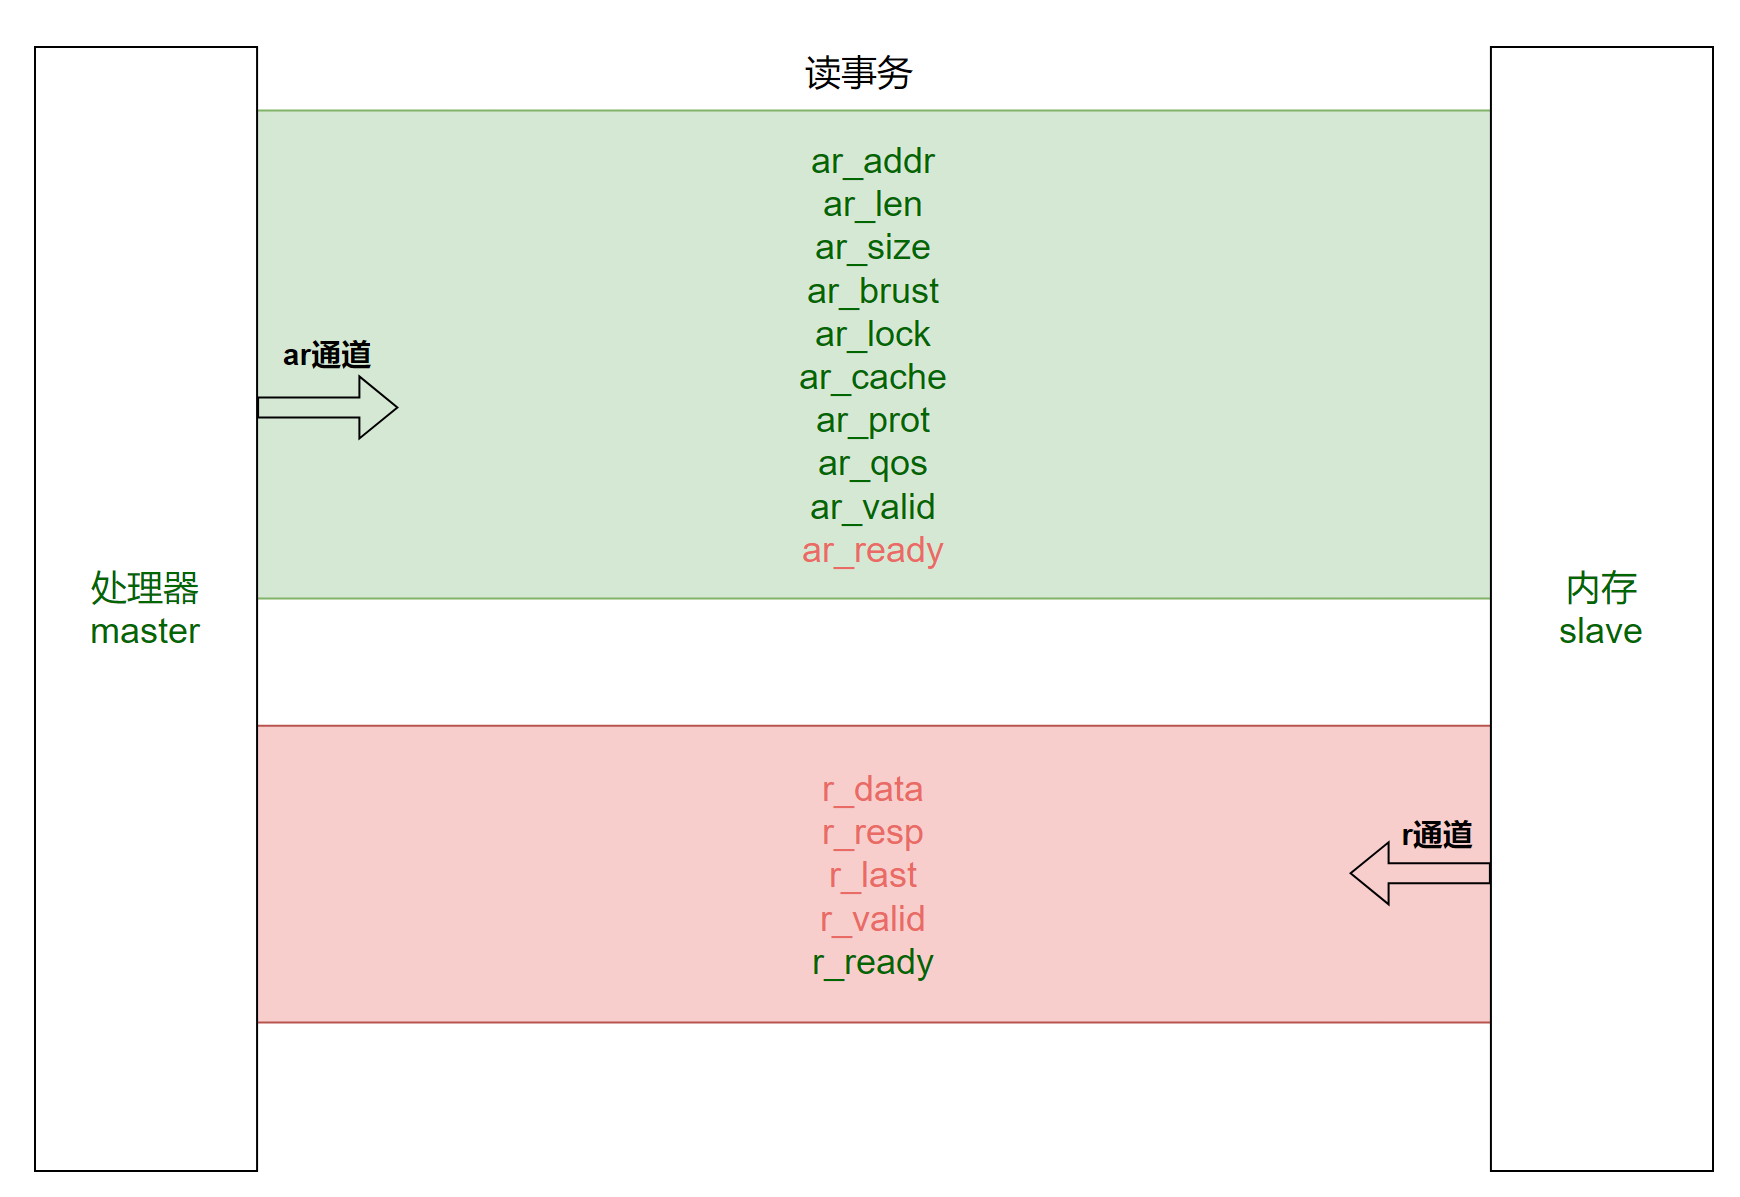 读事务
ar_addr
ar_len
ar_size
ar_brust
ar_lock
ar_cache
ar_prot
ar_qos
ar_valid
ar_ready
ar通道
处理器
master
内存
slave
r_data
r_resp
r_last
r_valid
r_ready
r通道